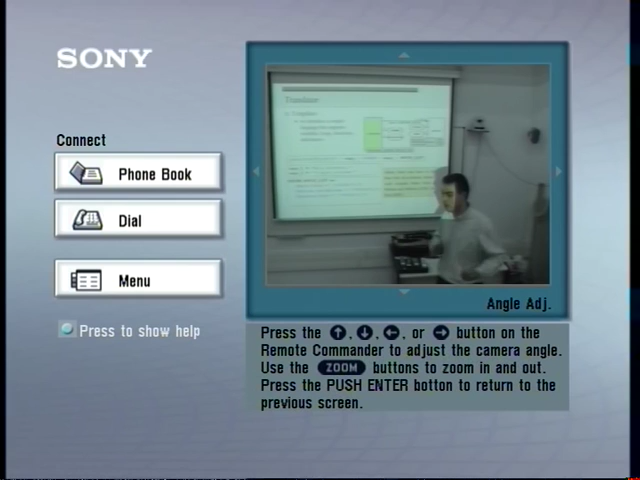 SONY
Connect
Phone Book
Dial
Menu
Press to show help
Translator
Angle Adj.
Press the , , , or button on the
Remote Commander to adjust the camera angle.
Use the ZOOM buttons to zoom in and out.
Press the PUSH ENTER botton to return to the
previous screen.